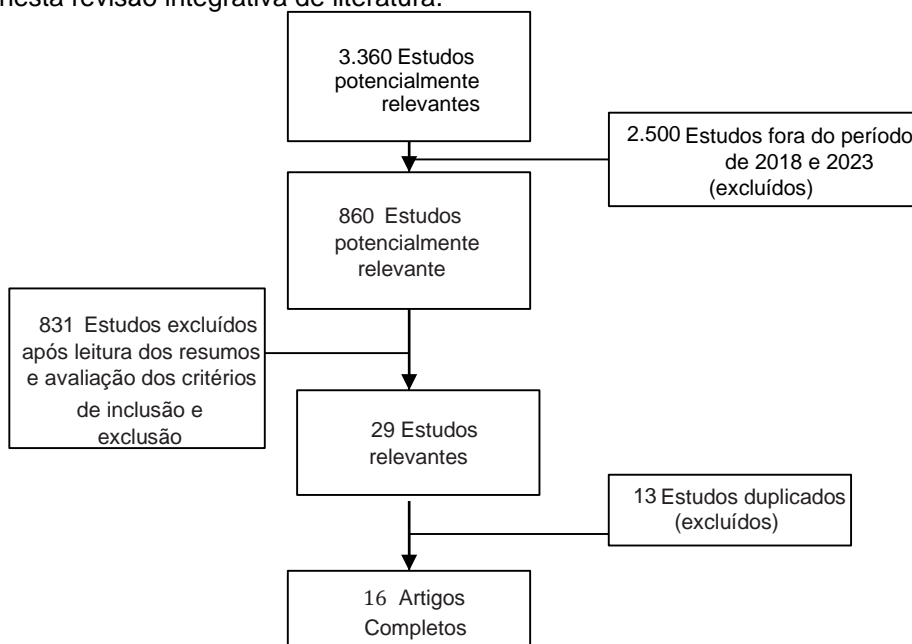 nesta revisão integrativa de literatura.
3.360 Estudos
potencialmente
relevantes
2.500 Estudos fora do período
de 2018 e 2023
(excluídos)
860 Estudos
potencialmente
relevante
831 Estudos excluídos
após leitura dos resumos
e avaliação dos critérios
de inclusão e
exclusão
29 Estudos
relevantes
13 Estudos duplicados
(excluídos)
16 Artigos
Completos